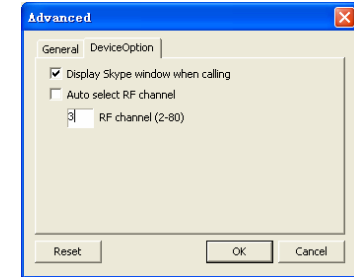 Advanced
General DeviceOption
Display Skype window when calling
Auto select RF channel
3 RF channel (2-80)
Reset OK Cancel